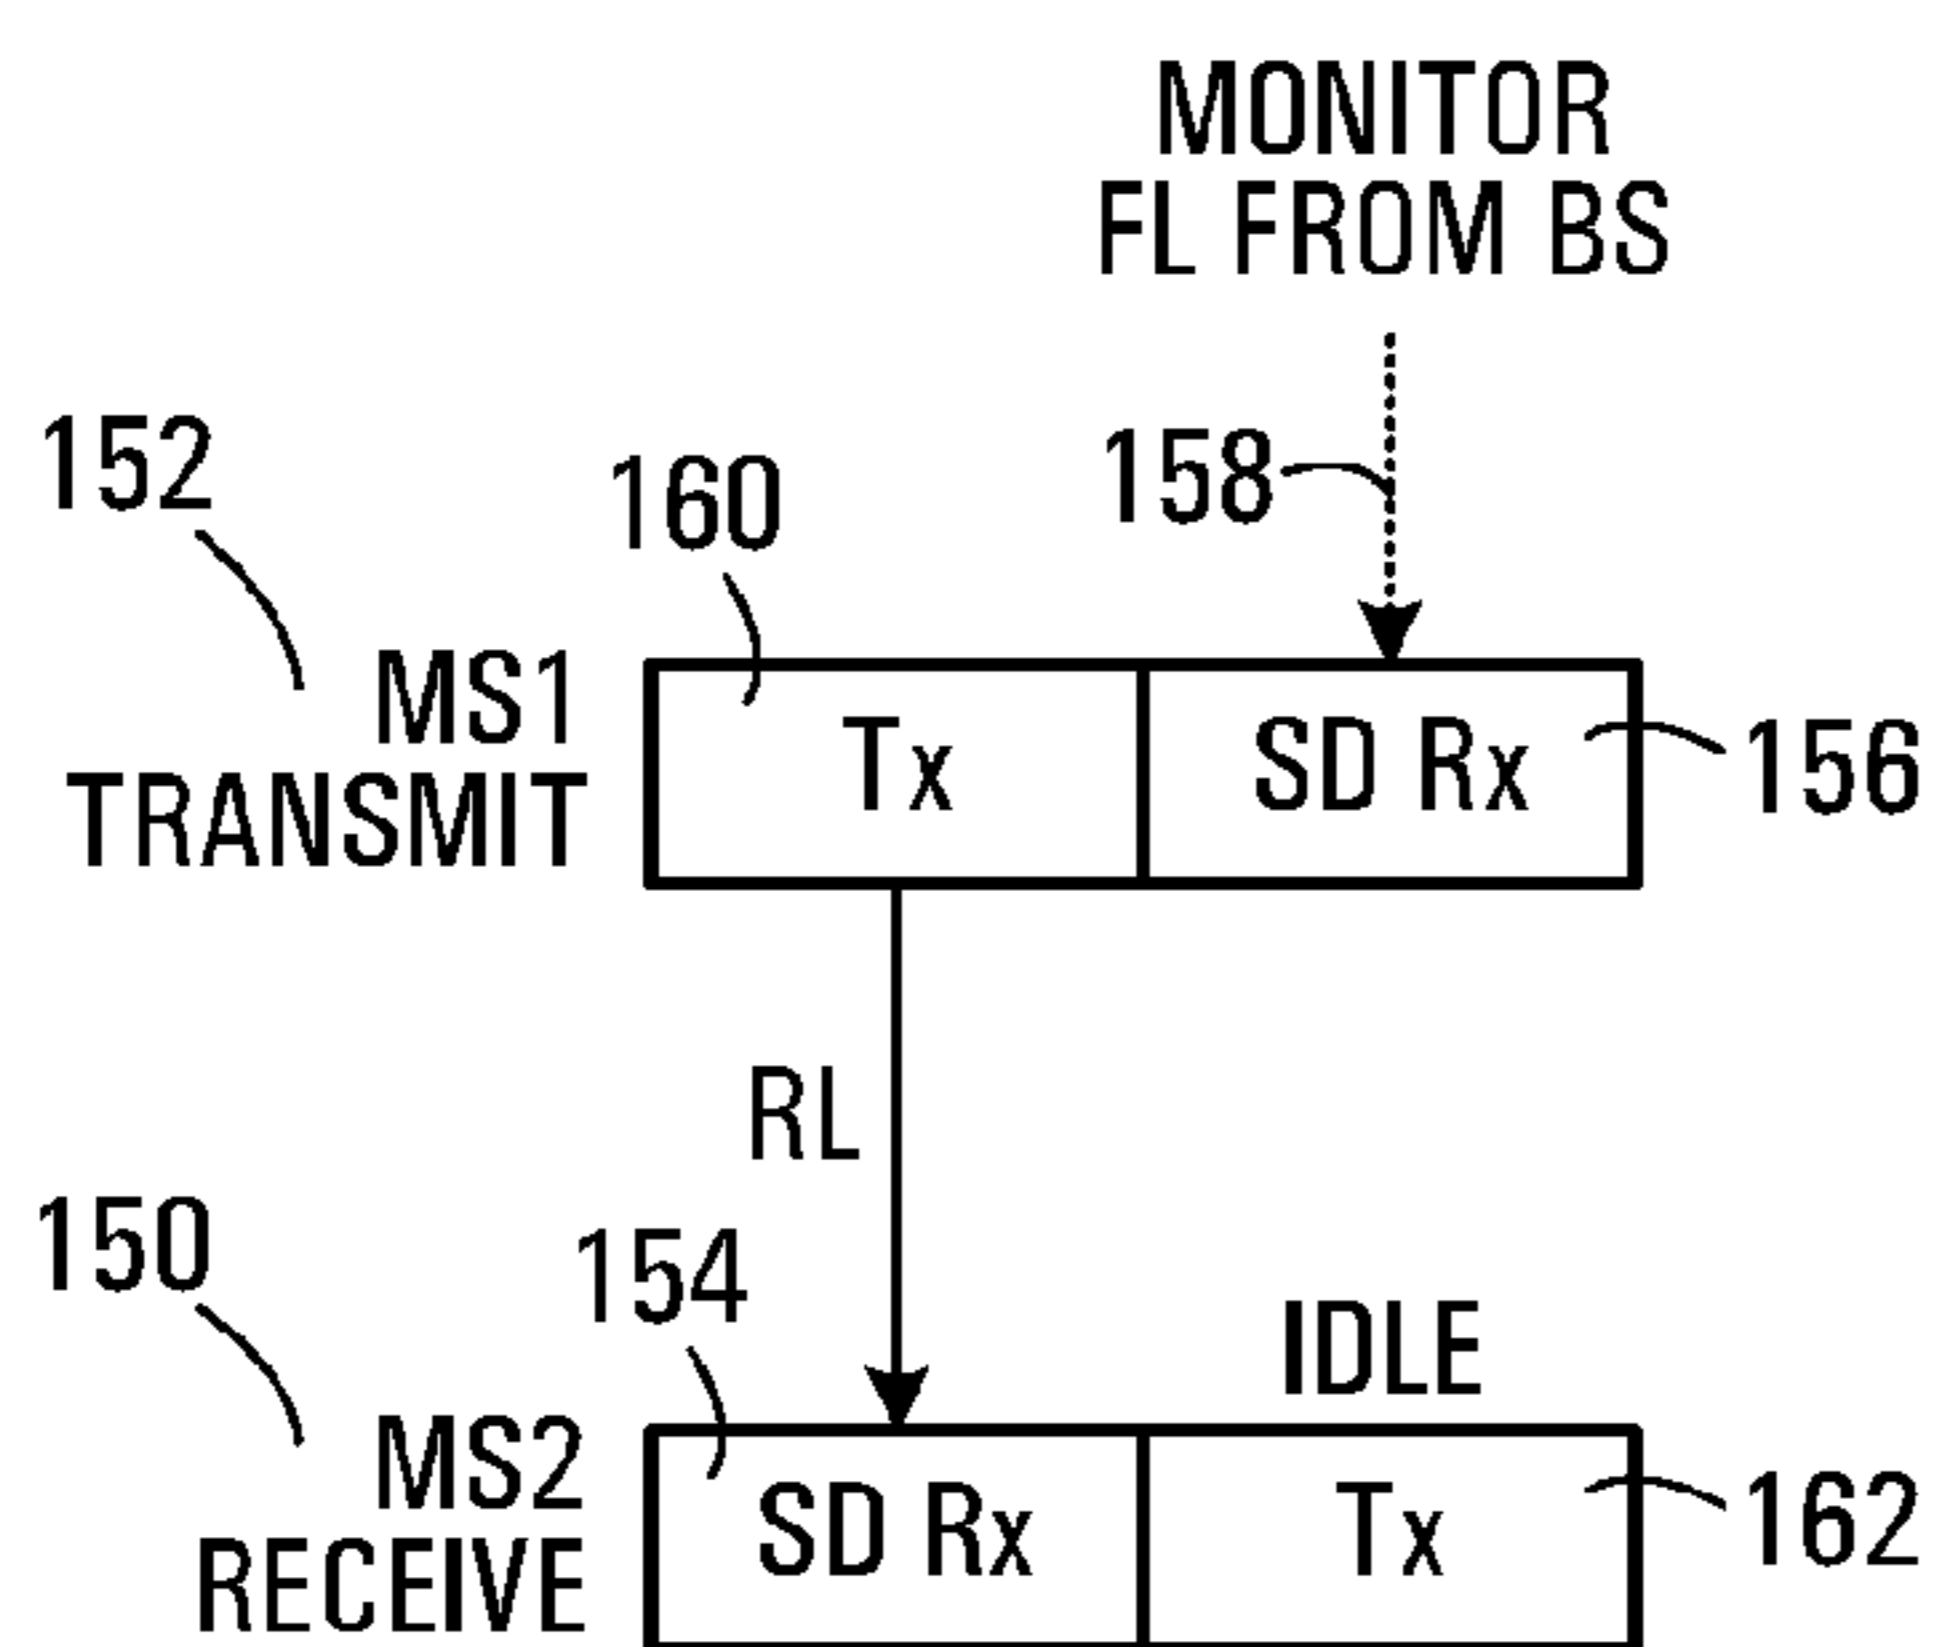 MONITOR
FL FROM BS
152
160
158
MS1
TRANSMIT
Tx
SD Rx
156
RL
150
154
IDLE
MS2
RECEIVE
SD Rx
Tx
162